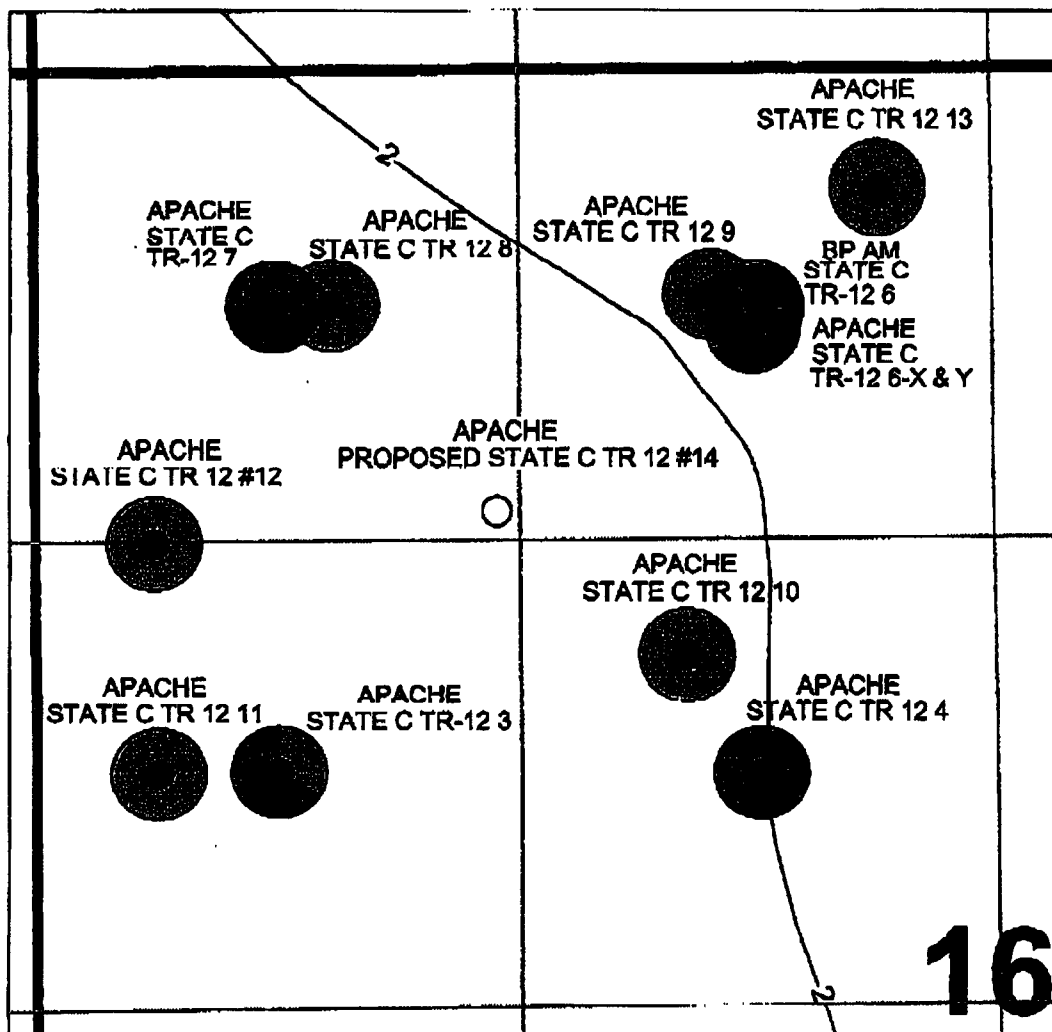 APACHE
STATE C TR 12 13
2
APACHE
STATE C
TR-12 7
APACHE
STATE C TR 12 8
APACHE
STATE C TR 12 9
BP AM
STATE C
TR-12 6
APACHE
STATE C
TR-12 6-X & Y
APACHE
STATE C TR 12 #12
APACHE
PROPOSED STATE C TR 12 #14
APACHE
STATE C TR 12 10
APACHE
STATE C TR 12 11
APACHE
STATE C TR-12 3
APACHE
STATE C TR 12 4
16
2